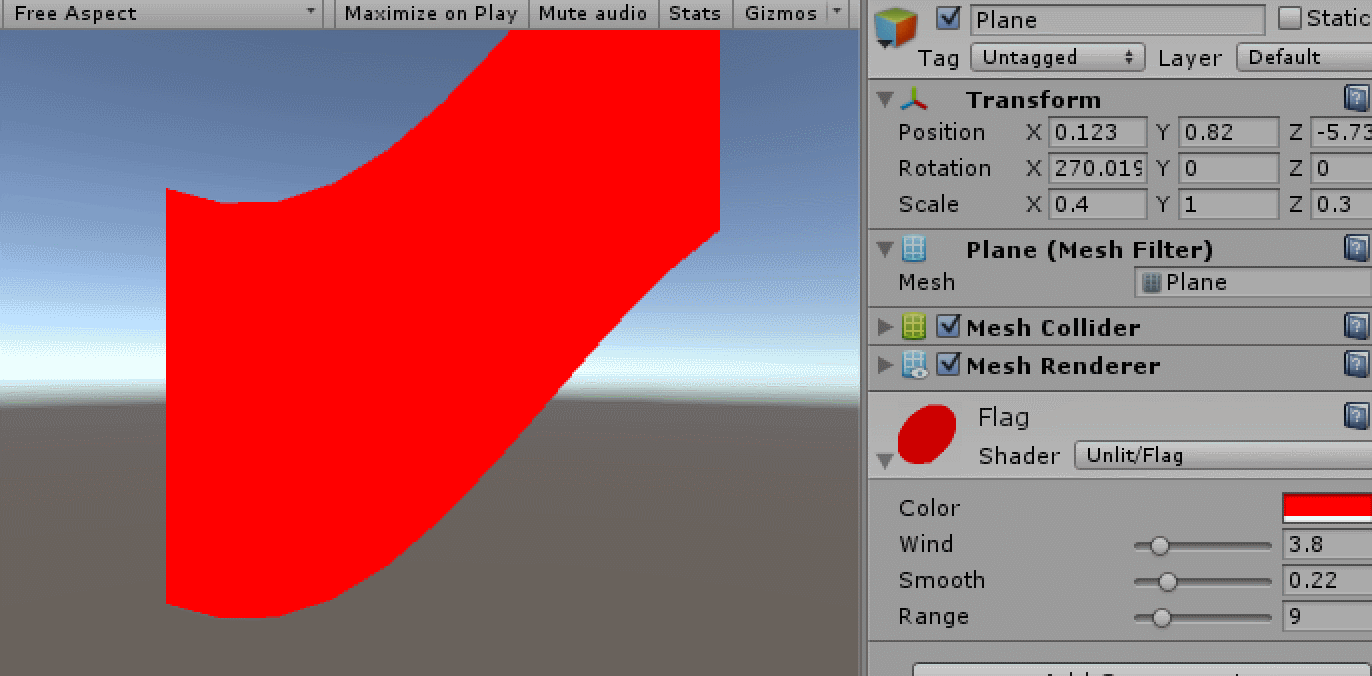 Free Aspect Maximize on Play Mute audio Stats Gizmos
Plane Static
Tag Untagged Layer Default
Transform
Position X 0.123 Y 0.82 Z -5.73
Rotation X 270.019 Y 0 Z 0
Scale X 0.4 Y 1 Z 0.3
Plane (Mesh Filter)
Mesh Plane
Mesh Collider
Mesh Renderer
Flag
Shader Unlit/Flag
Color
Wind 3.8
Smooth 0.22
Range 9